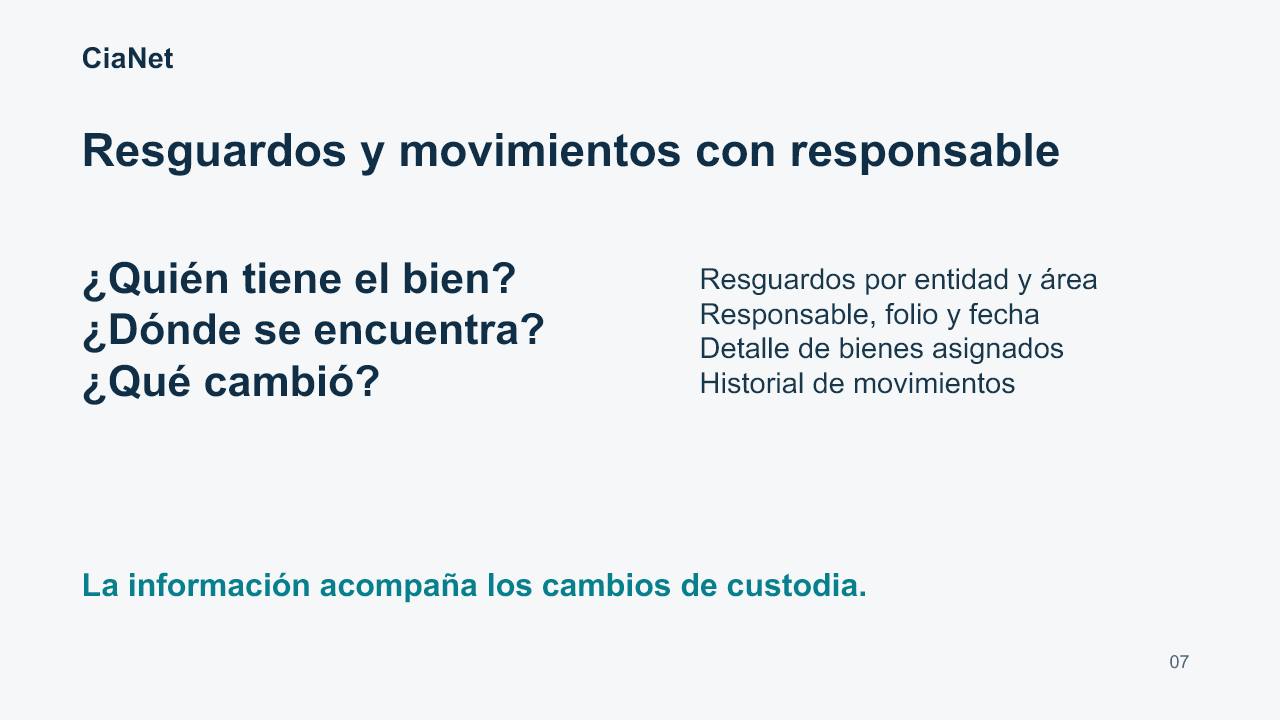 CiaNet
Resguardos y movimientos con responsable
¿Quién tiene el bien?
¿Dónde se encuentra?
¿Qué cambió?
Resguardos por entidad y área
Responsable, folio y fecha
Detalle de bienes asignados
Historial de movimientos
La información acompaña los cambios de custodia.
07